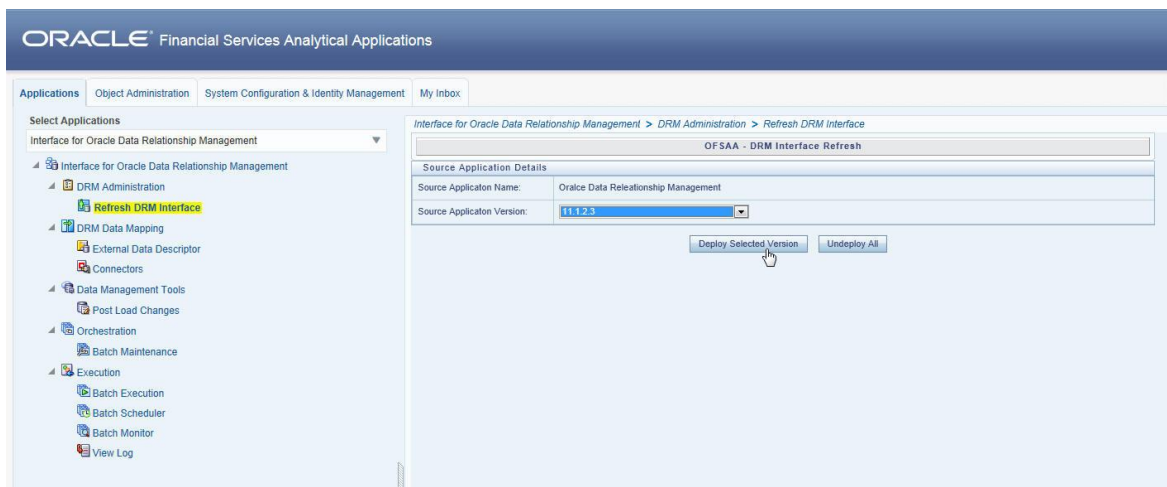 ORACLE® Financial Services Analytical Applications
Applications
Object Administration
System Configuration & Identity Management
My Inbox
Select Applications
Interface for Oracle Data Relationship Management
Interface for Oracle Data Relationship Management
DRM Administration
Refresh DRM Interface
DRM Data Mapping
External Data Descriptor
Connectors
Data Management Tools
Post Load Changes
Orchestration
Batch Maintenance
Execution
Batch Execution
Batch Scheduler
Batch Monitor
View Log
Interface for Oracle Data Relationship Management > DRM Administration > Refresh DRM Interface
OFSAA - DRM Interface Refresh
Source Application Details
Source Applicaton Name: Oralce Data Releationship Management
Source Applicaton Version: 11.1.2.3
Deploy Selected Version
Undeploy All